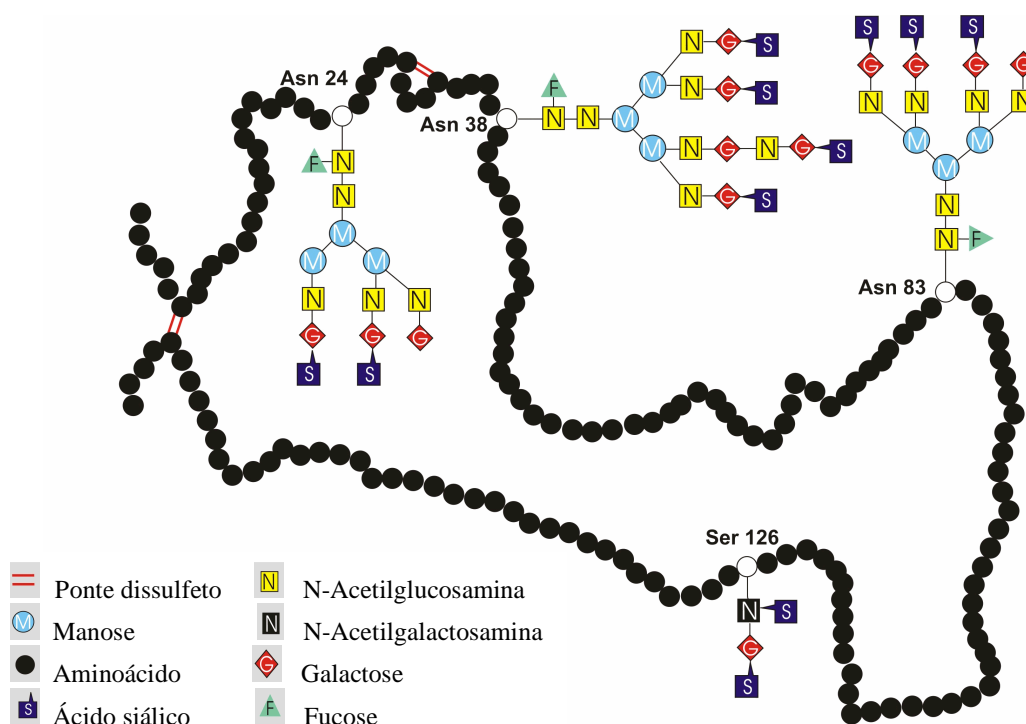 Asn 24
F N
N
M
M M
N N N
G G G
S S
Asn 38
F
N N M
M N G S
N G S
M N G N G S
N G S
S S S
G G G G
N N N N
M M
M
N
N F
Asn 83
Ser 126
N S
G
S
Ponte dissulfeto
M Manose
Aminoácido
S Ácido siálico
N N-Acetilglucosamina
N N-Acetilgalactosamina
G Galactose
F Fucose